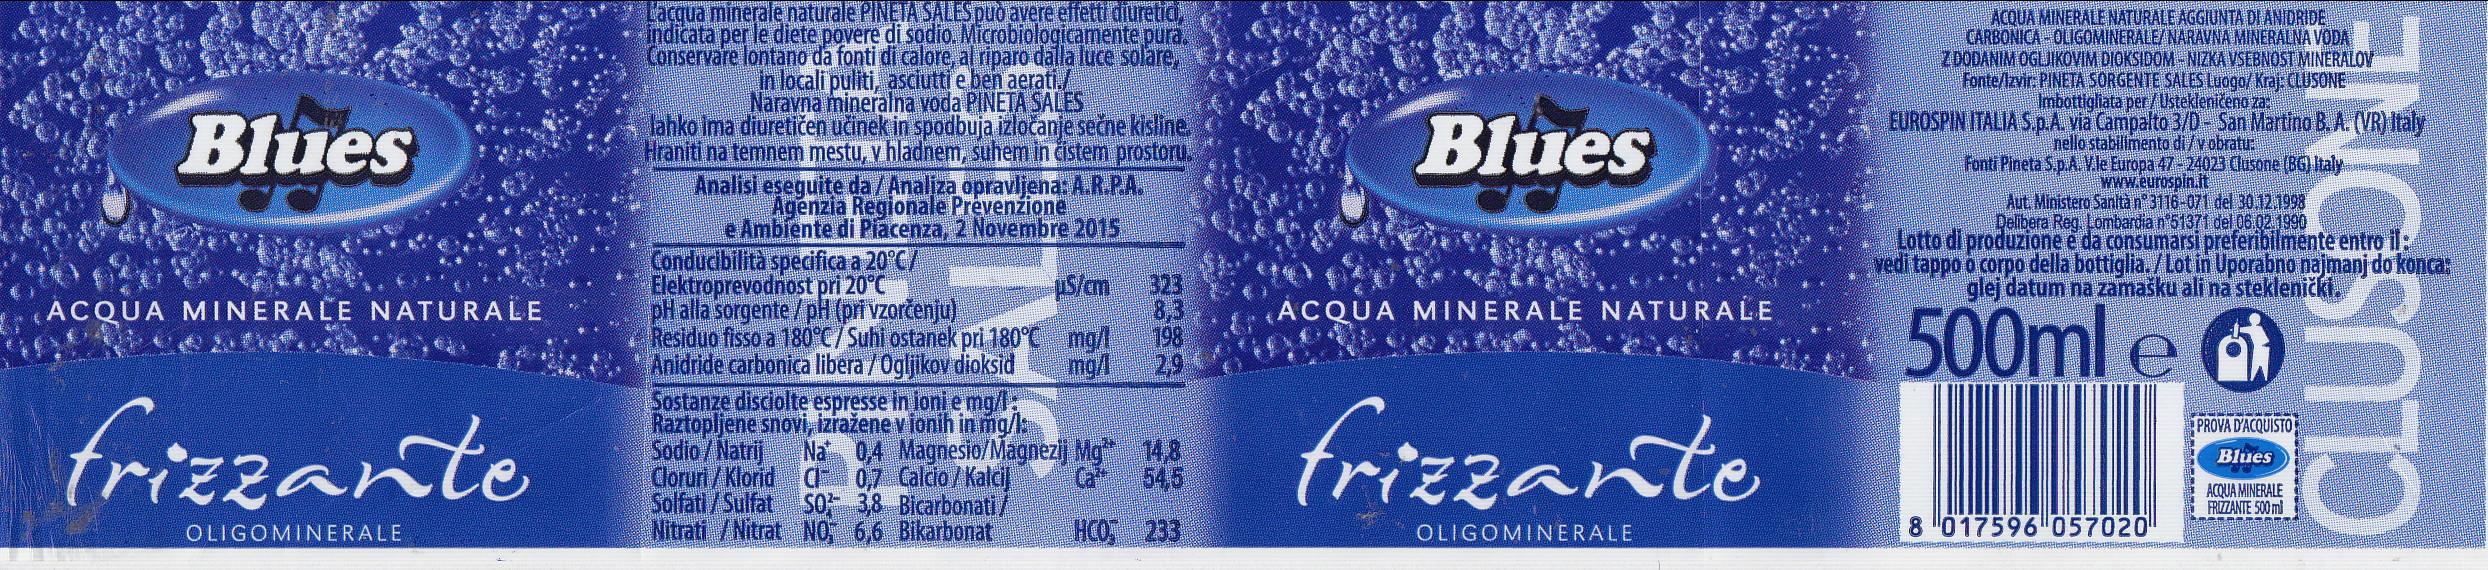 Blues
ACQUA MINERALE NATURALE
frizzante
OLIGOMINERALE
L'acqua minerale naturale PINETA SALES può avere effetti diuretici,
indicata per le diete povere di sodio. Microbiologicamente pura.
Conservare lontano da fonti di calore, al riparo dalla luce solare,
in locali puliti, asciutti e ben aerati./
Naravna mineralna voda PINETA SALES
lahko ima diuretičen učinek in spodbuja izločanje sečne kisline.
Hraniti na temnem mestu, v hladnem, suhem in čistem prostoru.
Analisi eseguite da / Analiza opravljena: A.R.P.A.
Agenzia Regionale Prevenzione
e Ambiente di Piacenza, 2 Novembre 2015
Conducibilità specifica a 20°C/
Elektroprevodnost pri 20°C µS/cm 323
pH alla sorgente / pH (pri vzorčenju) 8,3
Residuo fisso a 180°C / Suhi ostanek pri 180°C mg/l 198
Anidride carbonica libera / Ogljikov dioksid mg/l 2,9
Sostanze disciolte espresse in ioni e mg/l:
Raztopljene snovi, izražene v ionih in mg/l:
Sodio / Natrij Na⁺ 0,4 Magnesio/Magnezij Mg²⁺ 14,8
Cloruri / Klorid Cl⁻ 0,7 Calcio / Kalcij Ca²⁺ 54,5
Solfati / Sulfat SO₄²⁻ 3,8 Bicarbonati /
Nitrati / Nitrat NO₃⁻ 6,6 Bikarbonat HCO₃⁻ 233
Blues
ACQUA MINERALE NATURALE
frizzante
OLIGOMINERALE
ACQUA MINERALE NATURALE AGGIUNTA DI ANIDRIDE
CARBONICA - OLIGOMINERALE/ NARAVNA MINERALNA VODA
Z DODANIM OGLJIKOVIM DIOKSIDOM - NIZKA VSEBNOST MINERALOV
Fonte/Izvir: PINETA SORGENTE SALES Luogo/ Kraj: CLUSONE
Imbottigliata per / Ustekleničeno za:
EUROSPIN ITALIA S.p.A. via Campalto 3/D - San Martino B. A. (VR) Italy
nello stabilimento di / v obratu:
Fonti Pineta S.p.A. V.le Europa 47 - 24023 Clusone (BG) Italy
www.eurospin.it
Aut. Ministero Sanità n° 3116-071 del 30.12.1998
Delibera Reg. Lombardia n°51371 del 06.02.1990
Lotto di produzione e da consumarsi preferibilmente entro il :
vedi tappo o corpo della bottiglia. / Lot in Uporabno najmanj do konca:
glej datum na zamašku ali na steklenički.
500ml e
8 017596 057020
PROVA D'ACQUISTO
Blues
ACQUA MINERALE
FRIZZANTE 500 ml
CLUSONE